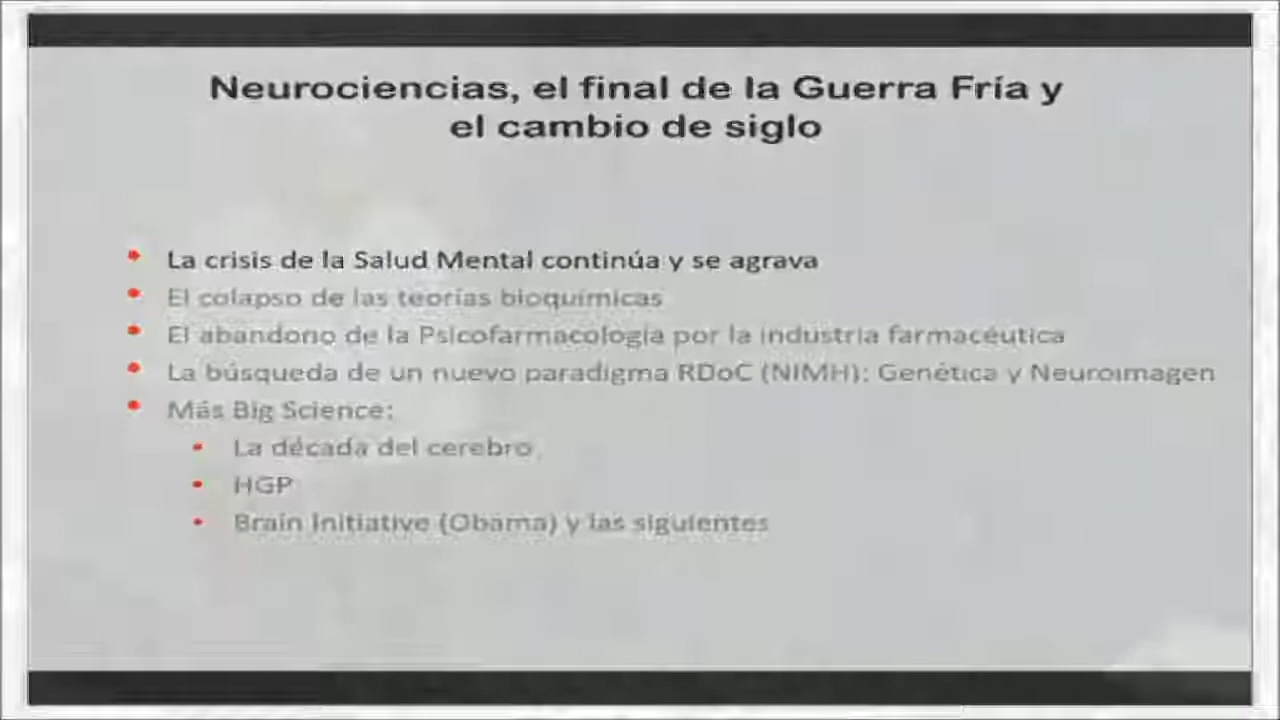 Neurociencias, el final de la Guerra Fría y
el cambio de siglo
La crisis de la Salud Mental continúa y se agrava
El colapso de las teorías bioquímicas
El abandono de la Psicofarmacología por la industria farmacéutica
La búsqueda de un nuevo paradigma RDoC (NIMH): Genética y Neuroimagen
Más Big Science:
La década del cerebro
HGP
Brain Initiative (Obama) y las siguientes